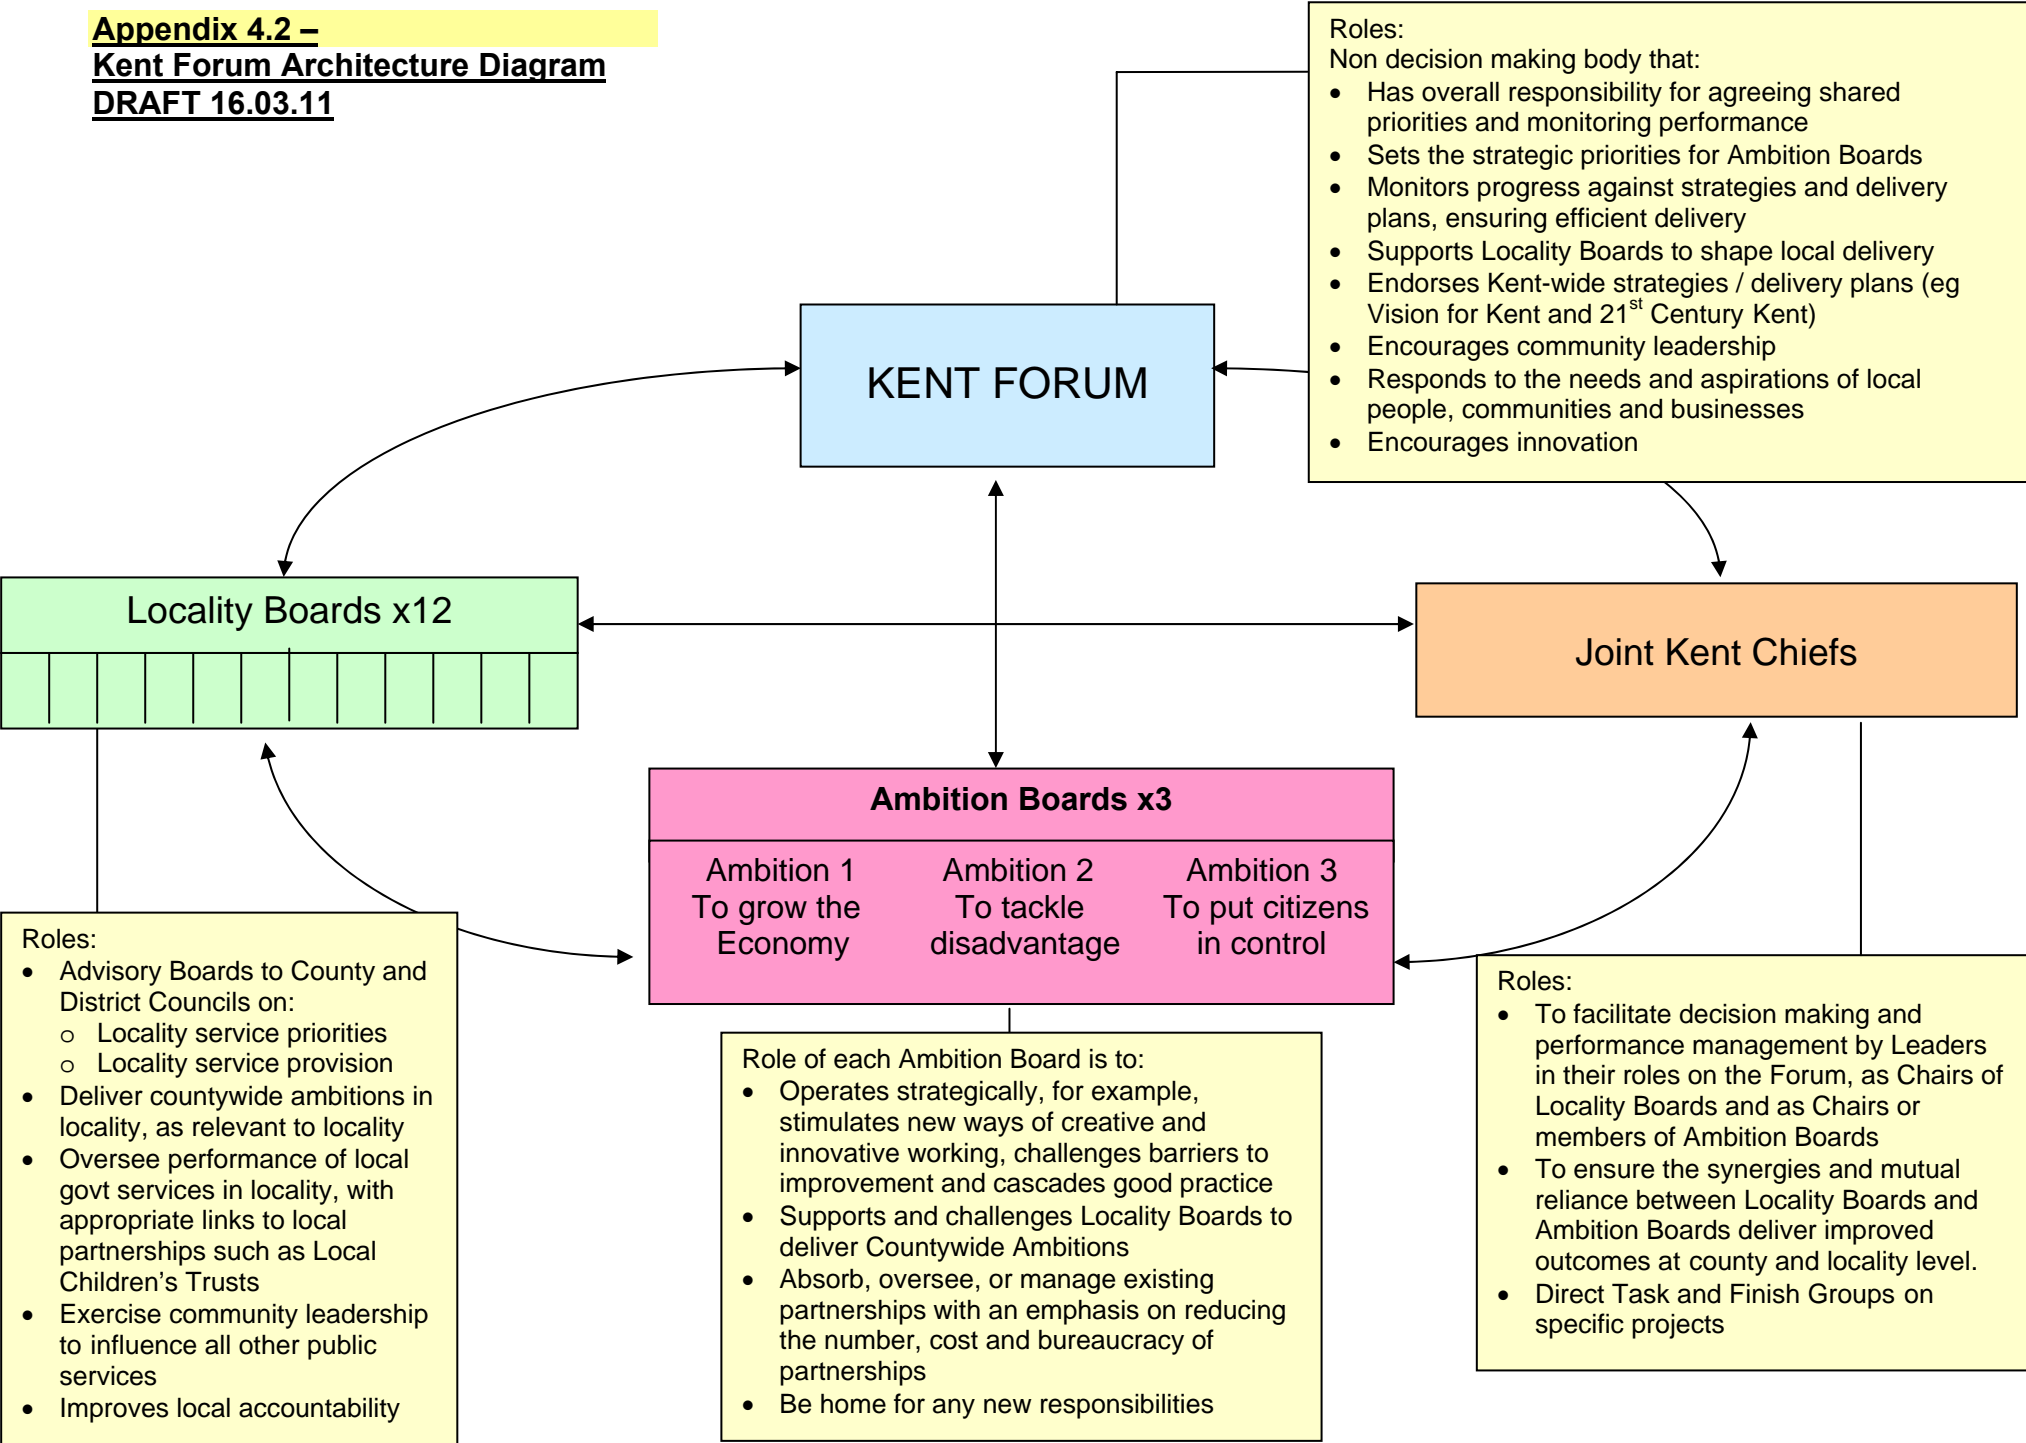 Appendix 4.2 –
Kent Forum Architecture Diagram
DRAFT 16.03.11
Roles:
Non decision making body that:
• Has overall responsibility for agreeing shared
priorities and monitoring performance
• Sets the strategic priorities for Ambition Boards
• Monitors progress against strategies and delivery
plans, ensuring efficient delivery
• Supports Locality Boards to shape local delivery
• Endorses Kent-wide strategies / delivery plans (eg
Vision for Kent and 21st Century Kent)
• Encourages community leadership
• Responds to the needs and aspirations of local
people, communities and businesses
• Encourages innovation
KENT FORUM
Locality Boards x12
Joint Kent Chiefs
Ambition Boards x3
Ambition 1
To grow the
Economy
Ambition 2
To tackle
disadvantage
Ambition 3
To put citizens
in control
Roles:
• Advisory Boards to County and
District Councils on:
o Locality service priorities
o Locality service provision
• Deliver countywide ambitions in
locality, as relevant to locality
• Oversee performance of local
govt services in locality, with
appropriate links to local
partnerships such as Local
Children’s Trusts
• Exercise community leadership
to influence all other public
services
• Improves local accountability
Role of each Ambition Board is to:
• Operates strategically, for example,
stimulates new ways of creative and
innovative working, challenges barriers to
improvement and cascades good practice
• Supports and challenges Locality Boards to
deliver Countywide Ambitions
• Absorb, oversee, or manage existing
partnerships with an emphasis on reducing
the number, cost and bureaucracy of
partnerships
• Be home for any new responsibilities
Roles:
• To facilitate decision making and
performance management by Leaders
in their roles on the Forum, as Chairs of
Locality Boards and as Chairs or
members of Ambition Boards
• To ensure the synergies and mutual
reliance between Locality Boards and
Ambition Boards deliver improved
outcomes at county and locality level.
• Direct Task and Finish Groups on
specific projects